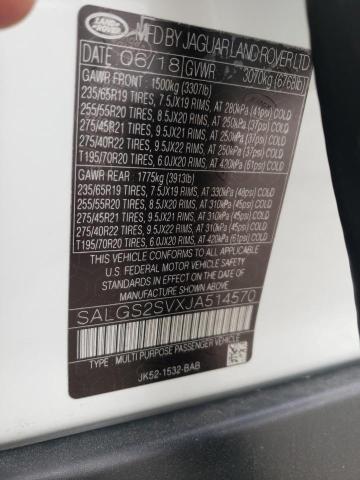 LAND ROVER
MFD BY JAGUAR LAND ROVER LTD
DATE 06/18 GVWR 3070kg (6768lb)
GAWR FRONT: 1500kg (3307lb)
235/65R19 TIRES, 7.5JX19 RIMS, AT 280kPa (41psi) COLD
255/55R20 TIRES, 8.5JX20 RIMS, AT 250kPa (37psi) COLD
275/45R21 TIRES, 9.5JX21 RIMS, AT 250kPa (37psi) COLD
275/40R22 TIRES, 9.5JX22 RIMS, AT 250kPa (37psi) COLD
T195/70R20 TIRES, 6.0JX20 RIMS, AT 420kPa (61psi) COLD
GAWR REAR: 1775kg (3913lb)
235/65R19 TIRES, 7.5JX19 RIMS, AT 330kPa (48psi) COLD
255/55R20 TIRES, 8.5JX20 RIMS, AT 310kPa (45psi) COLD
275/45R21 TIRES, 9.5JX21 RIMS, AT 310kPa (45psi) COLD
275/40R22 TIRES, 9.5JX22 RIMS, AT 310kPa (45psi) COLD
T195/70R20 TIRES, 6.0JX20 RIMS, AT 420kPa (61psi) COLD
THIS VEHICLE CONFORMS TO ALL APPLICABLE
U.S. FEDERAL MOTOR VEHICLE SAFETY
STANDARDS IN EFFECT ON THE DATE OF
MANUFACTURE SHOWN ABOVE.
SALGS2SVXJA514570
TYPE: MULTI PURPOSE PASSENGER VEHICLE
JK52-1532-BAB